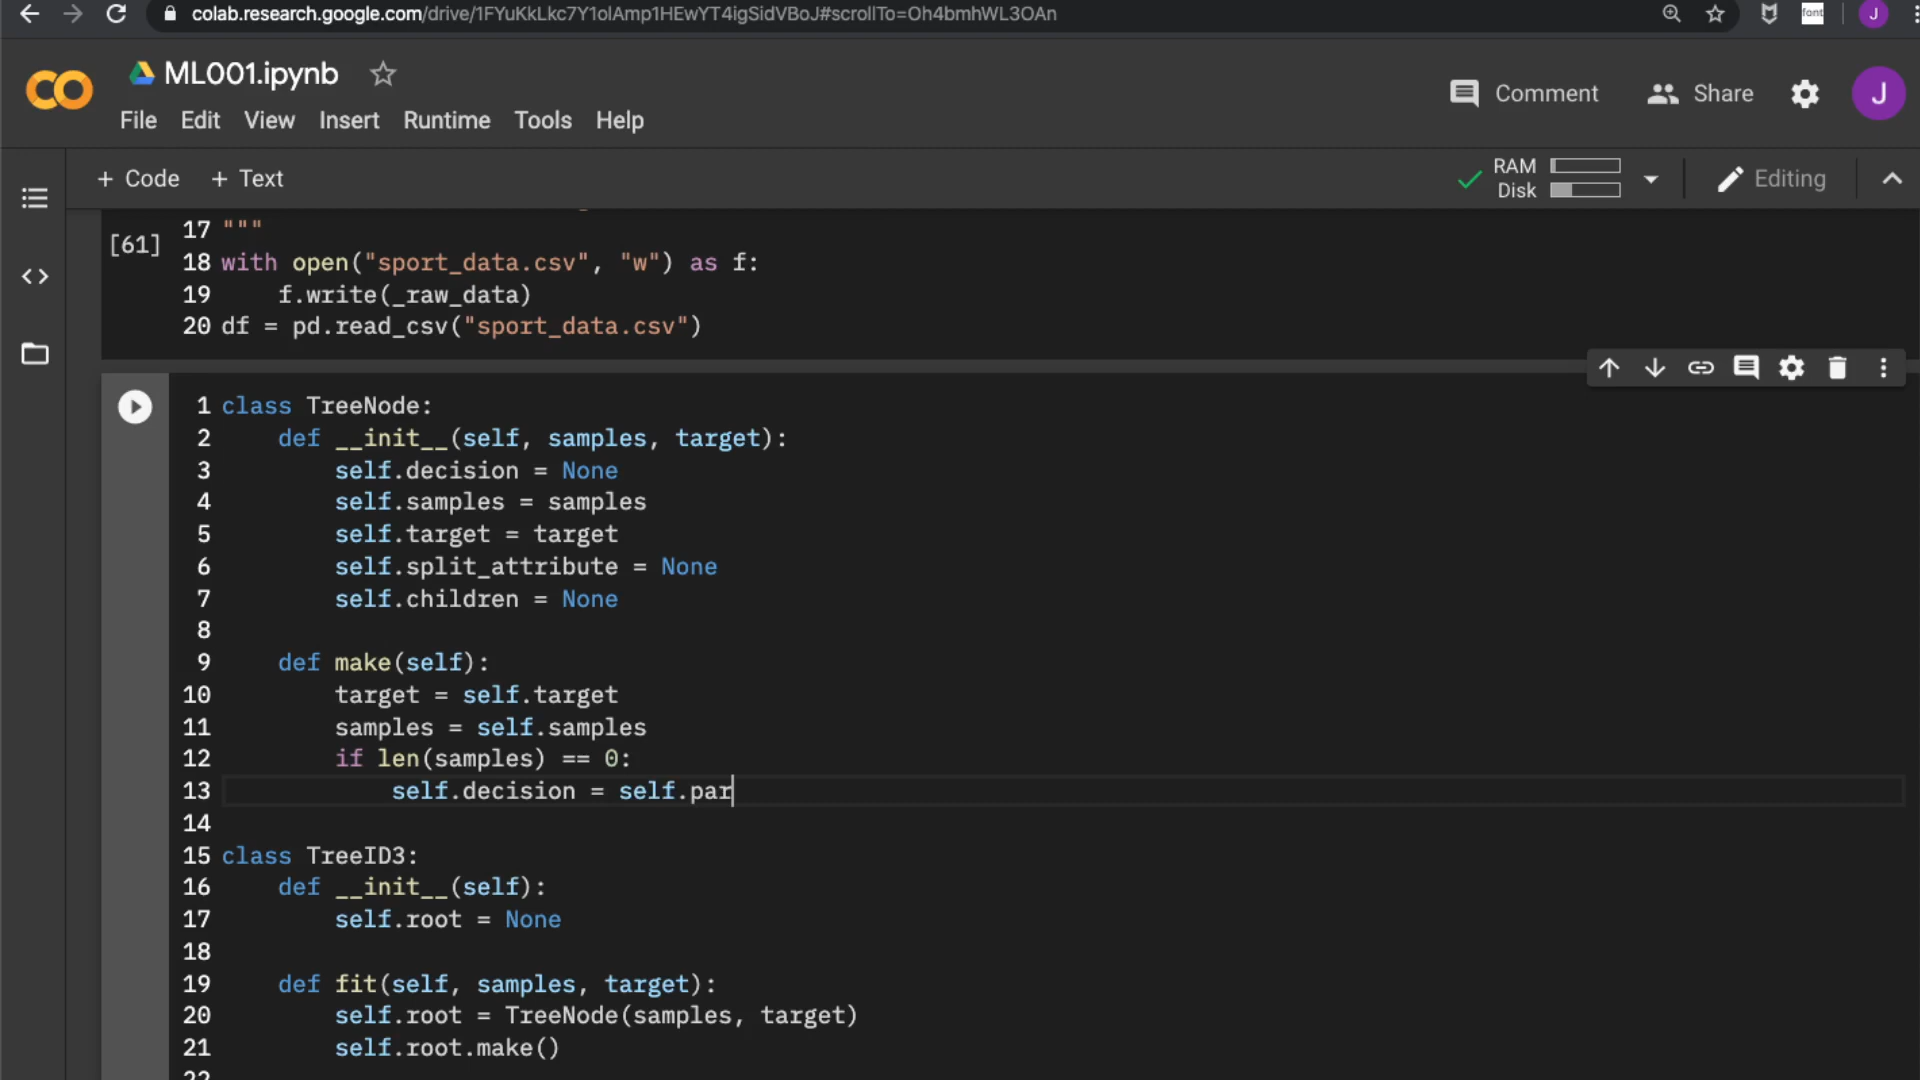 colab.research.google.com/drive/1FYuKkLkc7Y1olAmp1HEwYT4igSidVBoJ#scrollTo=Oh4bmhWL3OAn
font
J
ML001.ipynb
Comment
Share
J
File Edit View Insert Runtime Tools Help
+ Code + Text
RAM
Disk
Editing
[61]
17 """
18 with open("sport_data.csv", "w") as f:
19     f.write(_raw_data)
20 df = pd.read_csv("sport_data.csv")
1 class TreeNode:
2     def __init__(self, samples, target):
3         self.decision = None
4         self.samples = samples
5         self.target = target
6         self.split_attribute = None
7         self.children = None
8
9     def make(self):
10         target = self.target
11         samples = self.samples
12         if len(samples) == 0:
13             self.decision = self.par
14
15 class TreeID3:
16     def __init__(self):
17         self.root = None
18
19     def fit(self, samples, target):
20         self.root = TreeNode(samples, target)
21         self.root.make()
22